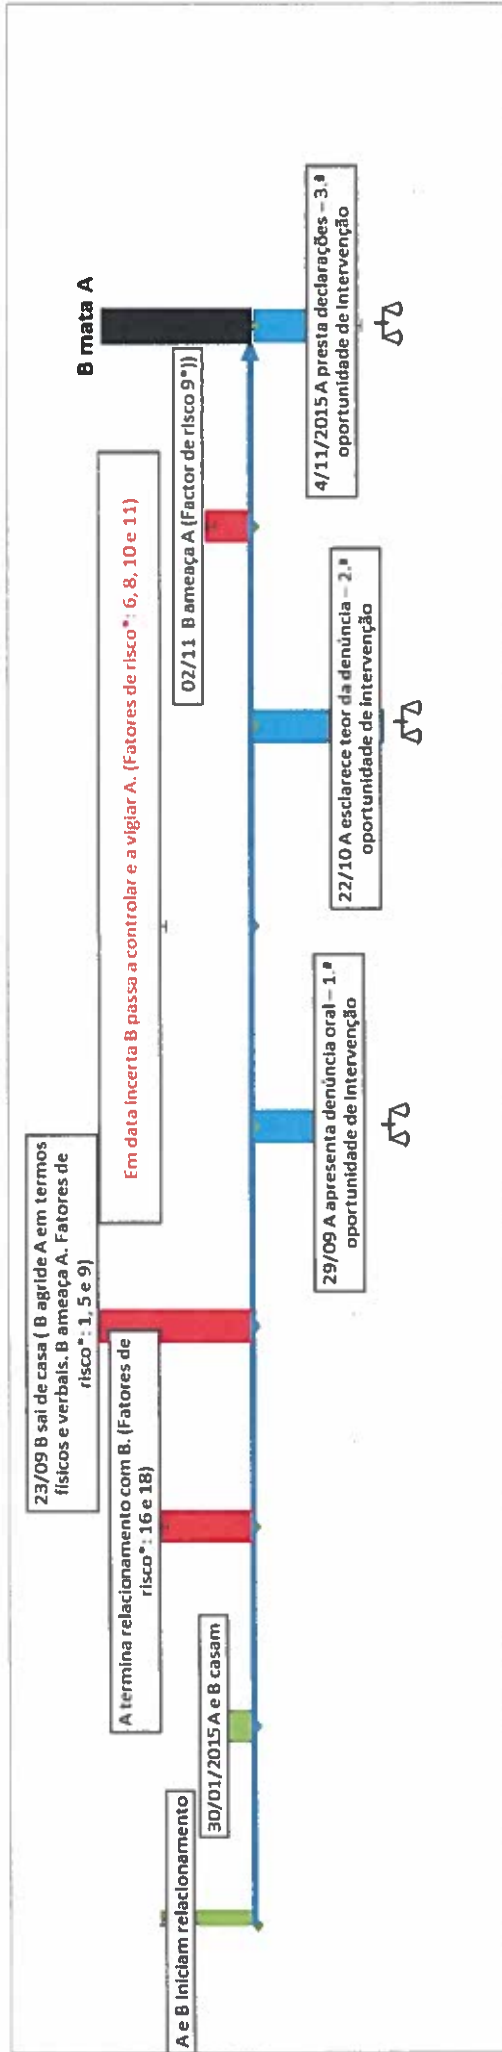 A e B Iniciam relacionamento
30/01/2015 A e B casam
A termina relacionamento com B. (Fatores de
risco*: 16 e 18)
23/09 B sai de casa ( B agride A em termos
físicos e verbais. B ameaça A. Fatores de
risco*: 1, 5 e 9)
29/09 A apresenta denúncia oral – 1.ª
oportunidade de Intervenção
Em data incerta B passa a controlar e a vigiar A. (Fatores de risco*: 6, 8, 10 e 11)
22/10 A esclarece teor da denúncia – 2.ª
oportunidade de intervenção
02/11 B ameaça A (Factor de risco 9*))
B mata A
4/11/2015 A presta declarações – 3.ª
oportunidade de Intervenção